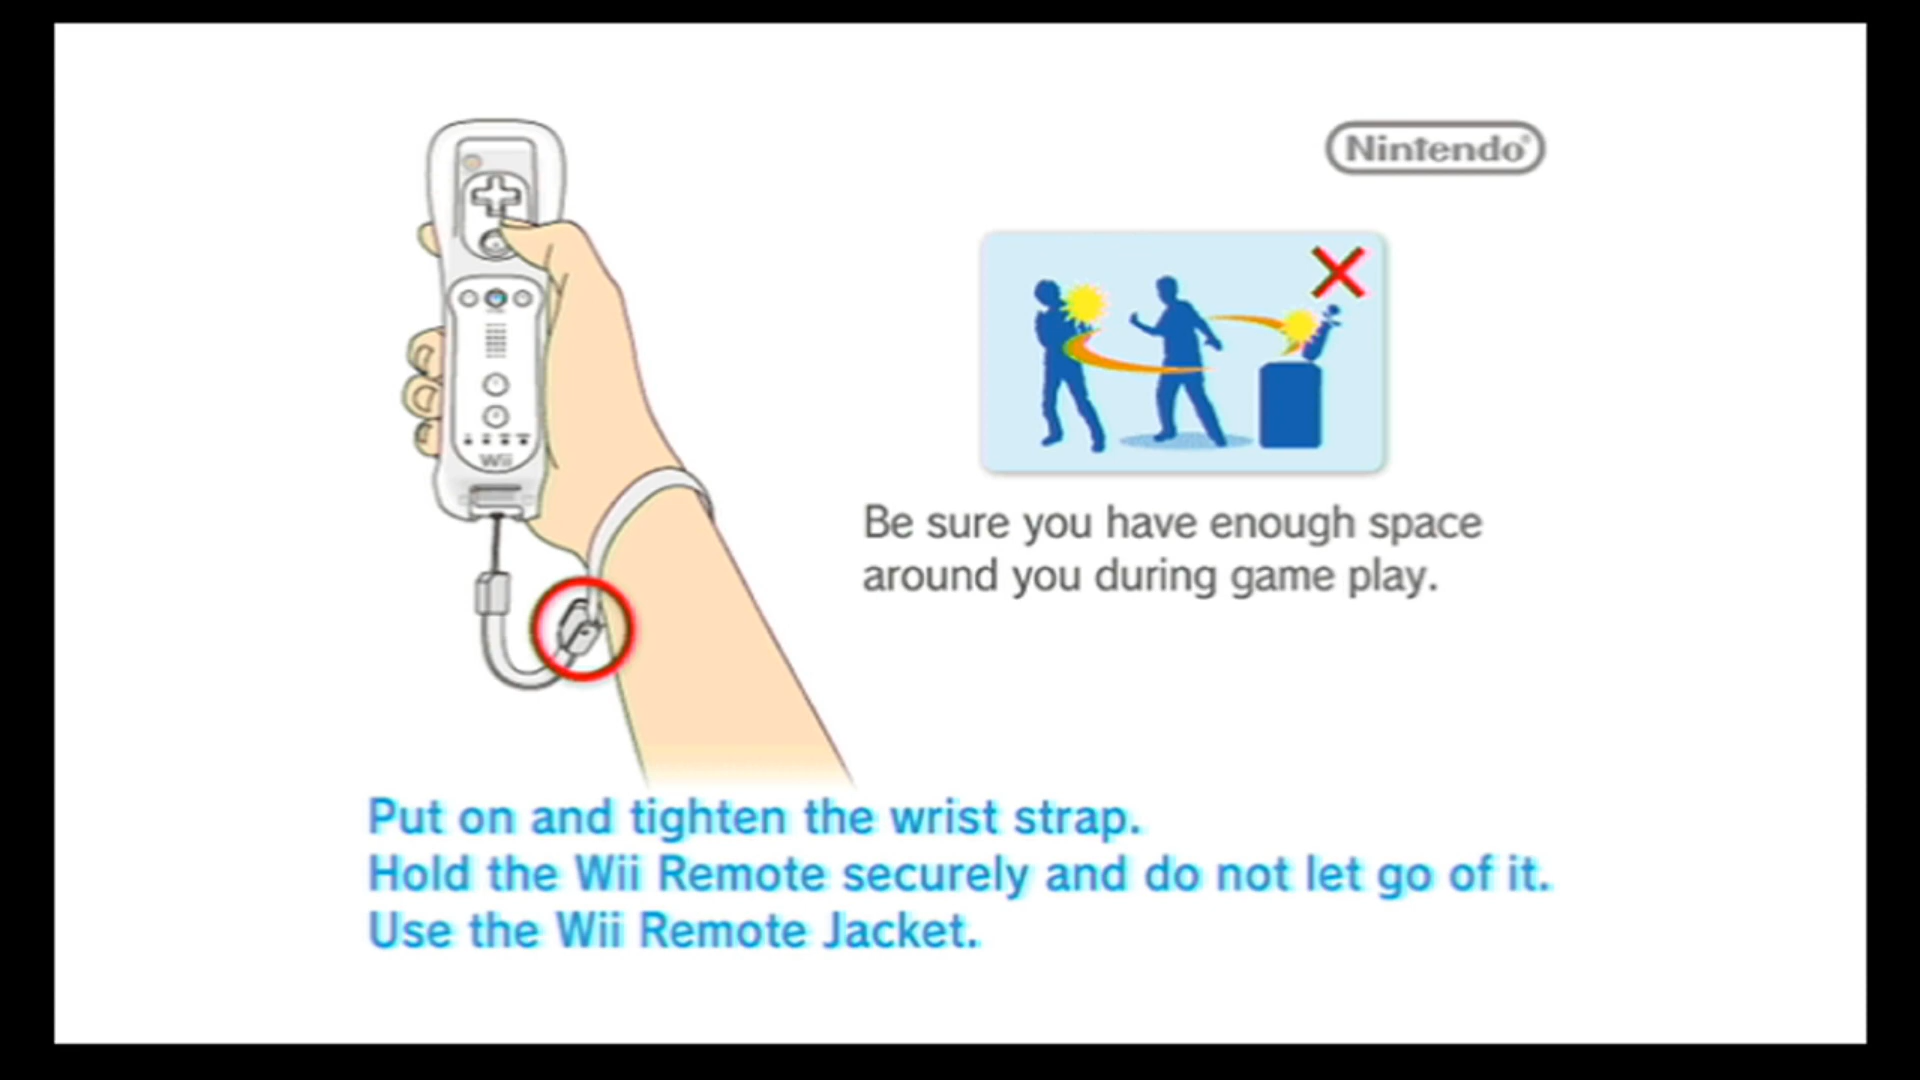 Nintendo®
Be sure you have enough space
around you during game play.
Wii
Put on and tighten the wrist strap.
Hold the Wii Remote securely and do not let go of it.
Use the Wii Remote Jacket.